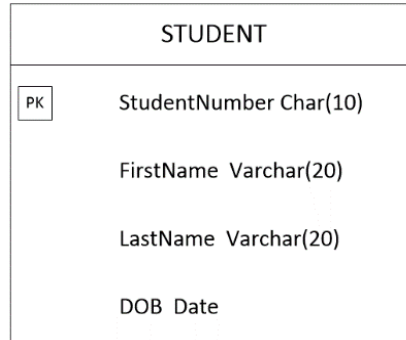 STUDENT
PK StudentNumber Char(10)
FirstName Varchar(20)
LastName Varchar(20)
DOB Date